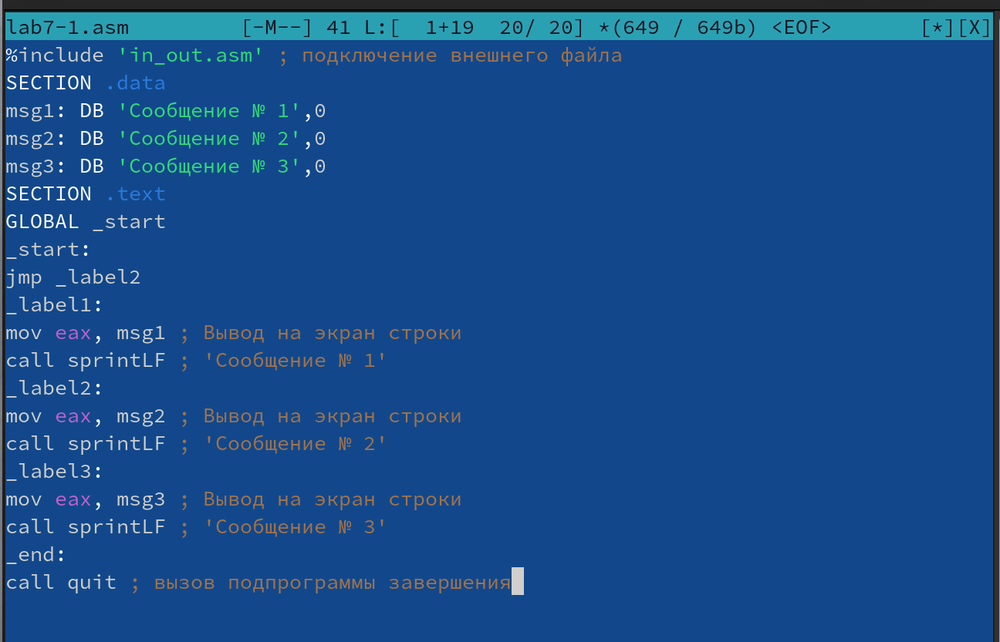 lab7-1.asm [-M--] 41 L:[ 1+19 20/ 20] *(649 / 649b) <EOF> [*][X]
%include 'in_out.asm' ; подключение внешнего файла
SECTION .data
msg1: DB 'Сообщение № 1',0
msg2: DB 'Сообщение № 2',0
msg3: DB 'Сообщение № 3',0
SECTION .text
GLOBAL _start
_start:
jmp _label2
_label1:
mov eax, msg1 ; Вывод на экран строки
call sprintLF ; 'Сообщение № 1'
_label2:
mov eax, msg2 ; Вывод на экран строки
call sprintLF ; 'Сообщение № 2'
_label3:
mov eax, msg3 ; Вывод на экран строки
call sprintLF ; 'Сообщение № 3'
_end:
call quit ; вызов подпрограммы завершения